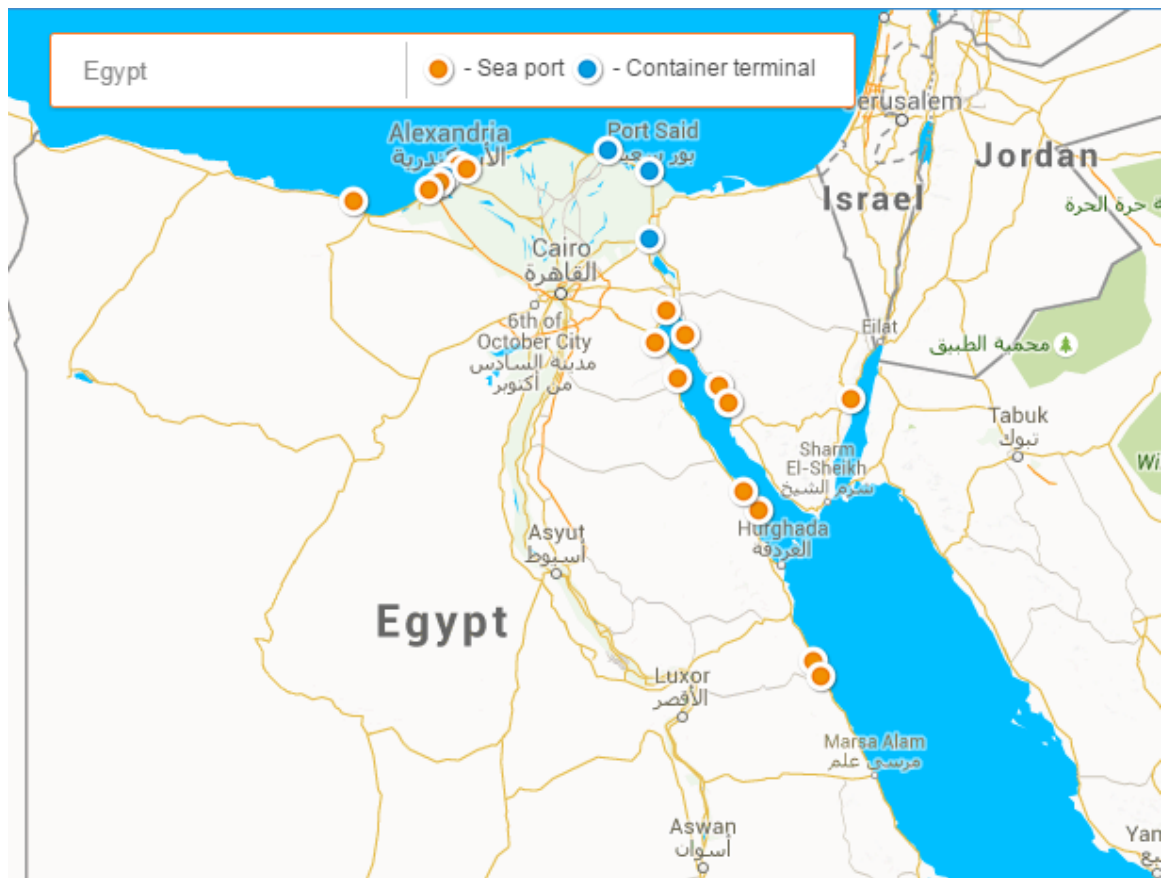 Egypt
- Sea port
- Container terminal
Jerusalem
Alexandria
Port Said
Jordan
Israel
Cairo
القاهرة
6th of
October City
مدينة السادس
من أكتوبر
Eilat
محمية الطبيق
Tabuk
تبوك
Sharm
El-Sheikh
شرم الشيخ
Hurghada
الغردقة
Asyut
أسيوط
Egypt
Luxor
الأقصر
Marsa Alam
مرسى علم
Aswan
أسوان